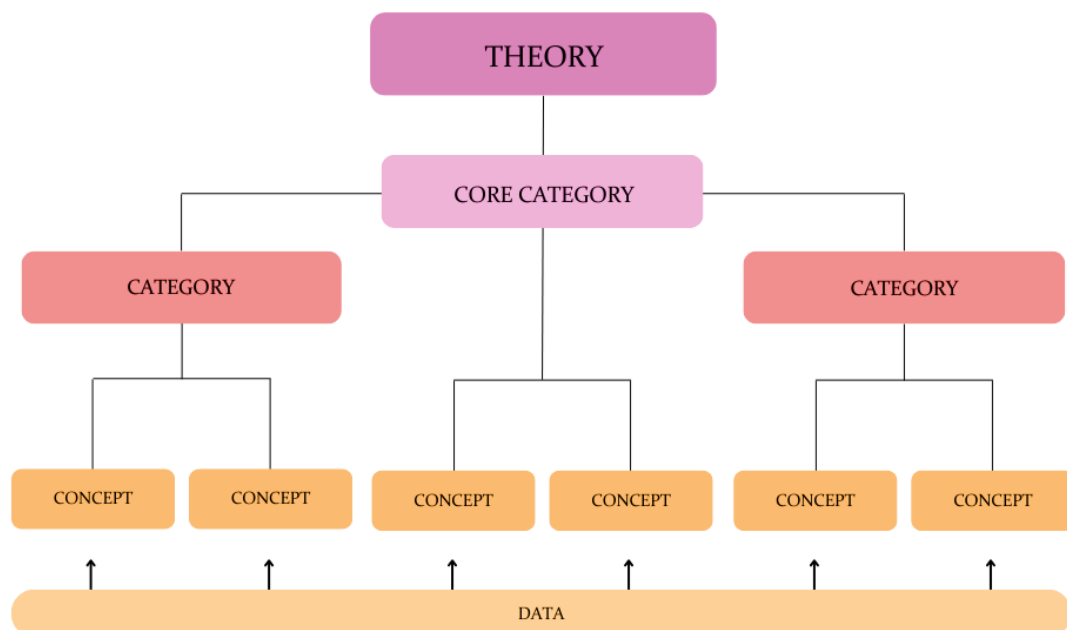 THEORY
CORE CATEGORY
CATEGORY
CATEGORY
CONCEPT
CONCEPT
CONCEPT
CONCEPT
CONCEPT
CONCEPT
DATA